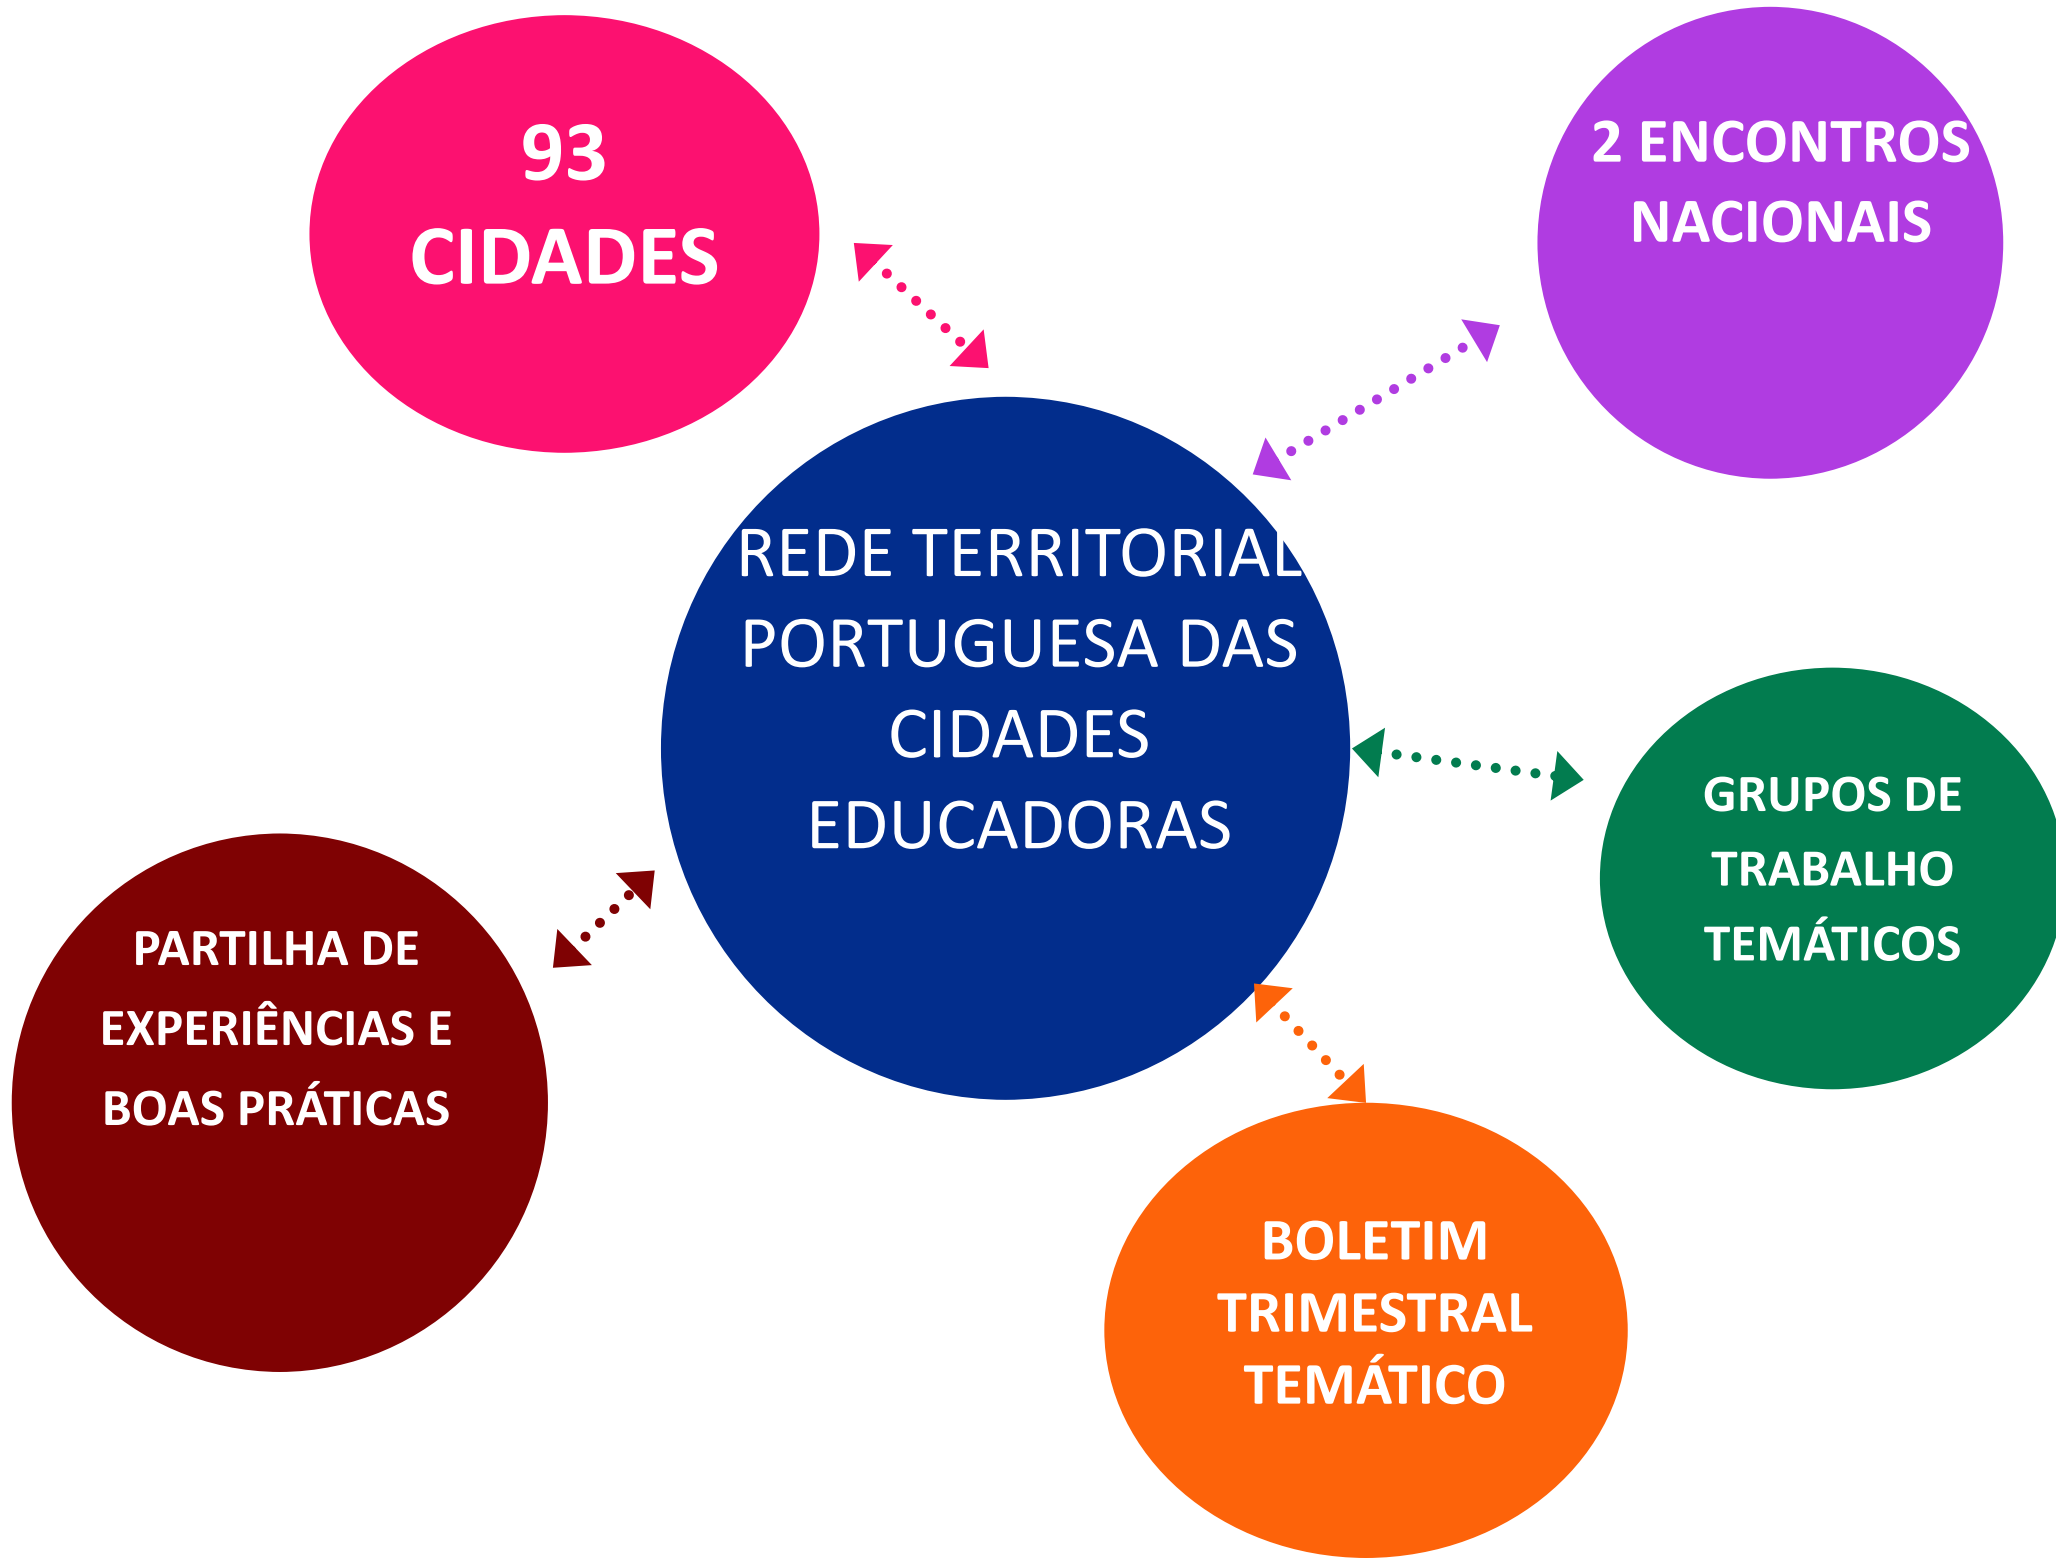 93
CIDADES
2 ENCONTROS
NACIONAIS
REDE TERRITORIAL
PORTUGUESA DAS
CIDADES
EDUCADORAS
GRUPOS DE
TRABALHO
TEMÁTICOS
PARTILHA DE
EXPERIÊNCIAS E
BOAS PRÁTICAS
BOLETIM
TRIMESTRAL
TEMÁTICO